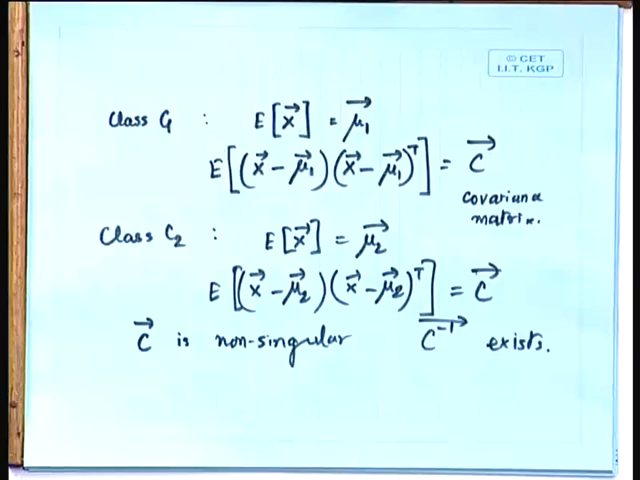 © CET
I.I.T. KGP
Class C₁ : E[x⃗] = μ⃗₁
E[(x⃗ - μ⃗₁)(x⃗ - μ⃗₁)ᵀ] = C⃗
covariance
matrix.
Class C₂ : E[x⃗] = μ⃗₂
E[(x⃗ - μ⃗₂)(x⃗ - μ⃗₂)ᵀ] = C⃗
C⃗ is non-singular C⃗⁻¹ exists.